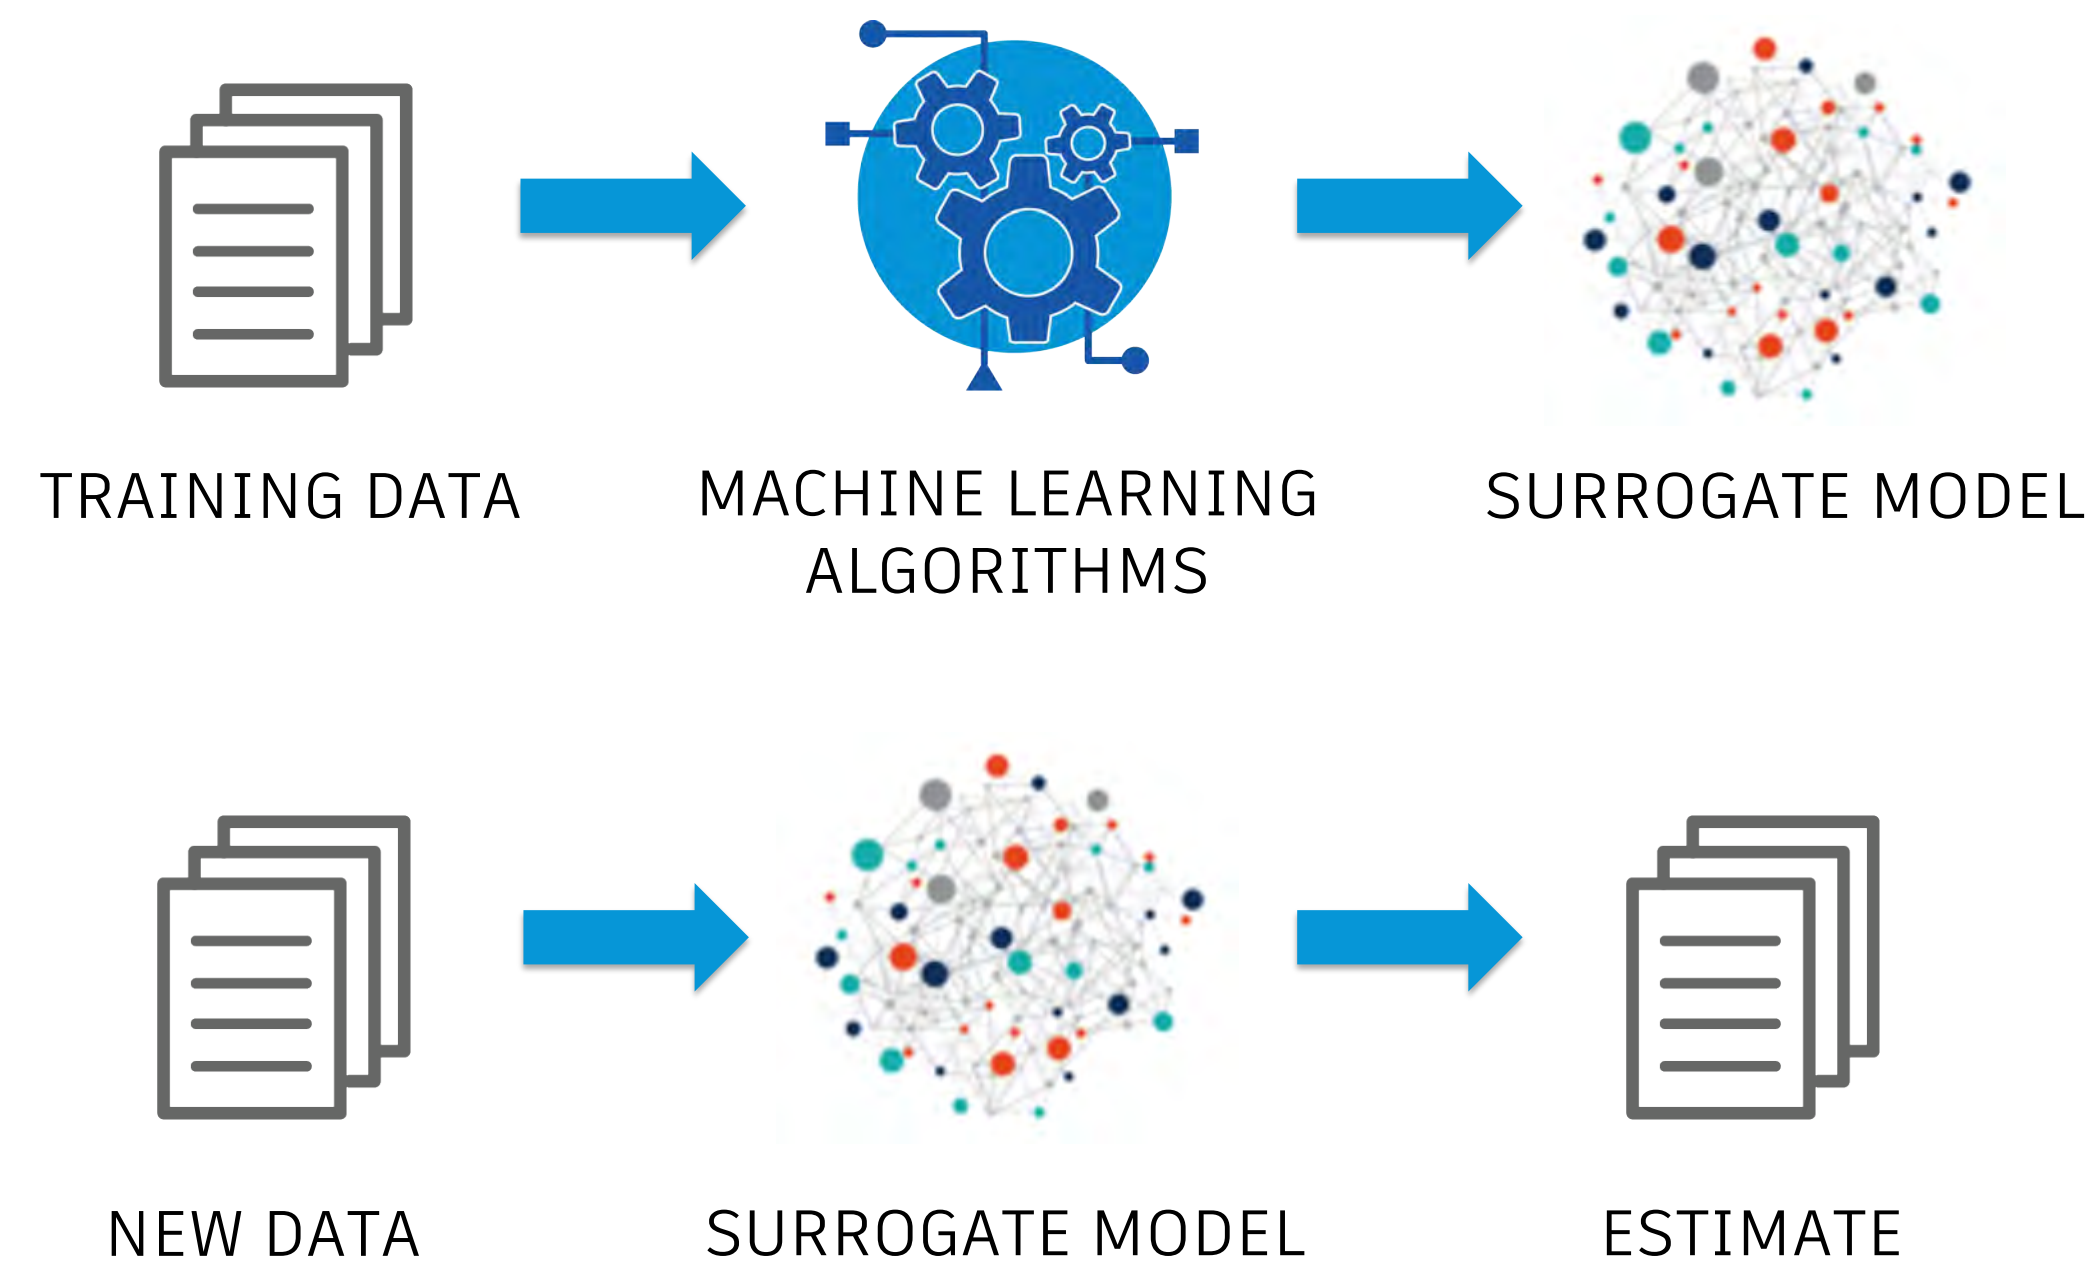 TRAINING DATA
MACHINE LEARNING
ALGORITHMS
SURROGATE MODEL
NEW DATA
SURROGATE MODEL
ESTIMATE